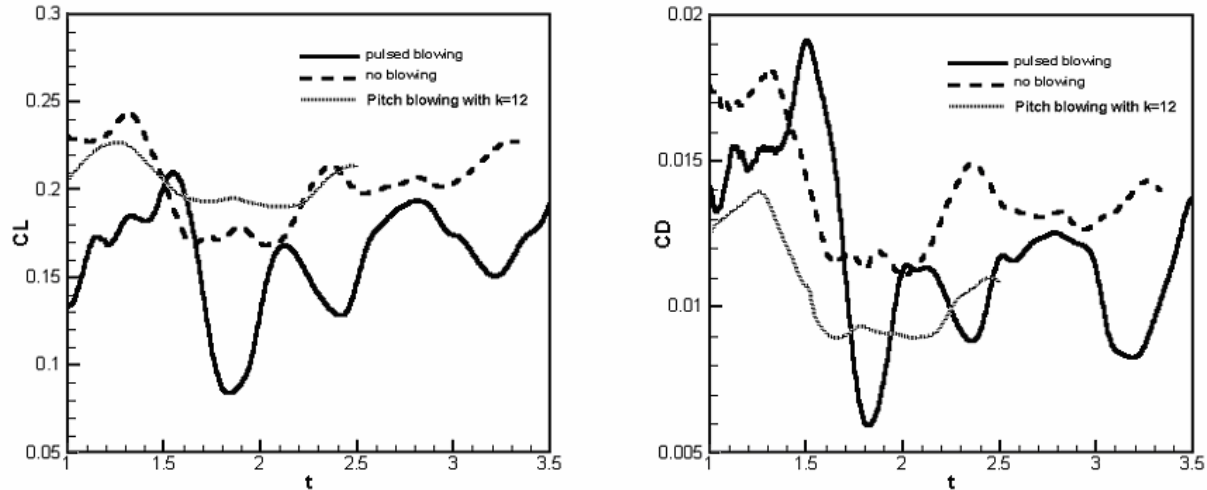 0.3
0.25
0.2
0.15
0.1
0.05
CL
pulsed blowing
no blowing
Pitch blowing with k=12
1
1.5
2
2.5
3
3.5
t
0.02
0.015
0.01
0.005
CD
pulsed blowing
no blowing
Pitch blowing with k=12
1
1.5
2
2.5
3
3.5
t